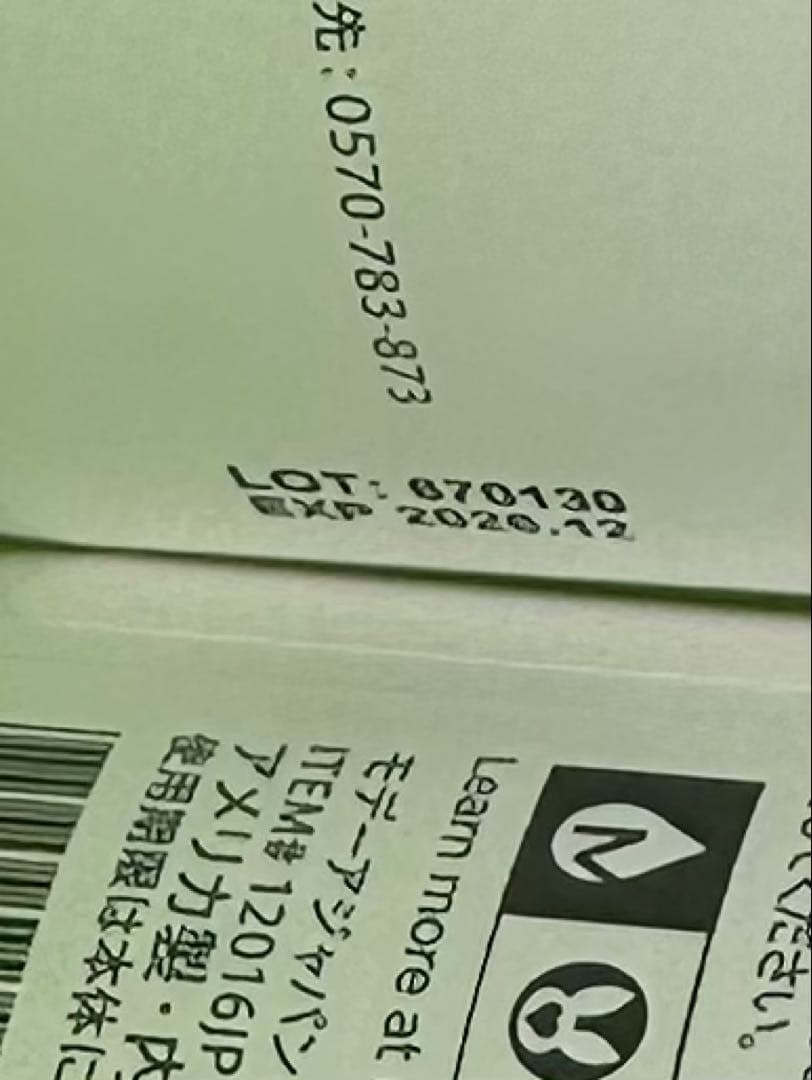 先:0570-783-873
LOT: 670130
EXP 2026.12
ください。
Learn more at
モデーアジャパン
ITEM# 12016JP
アメリカ製・内
使用期限は本体に